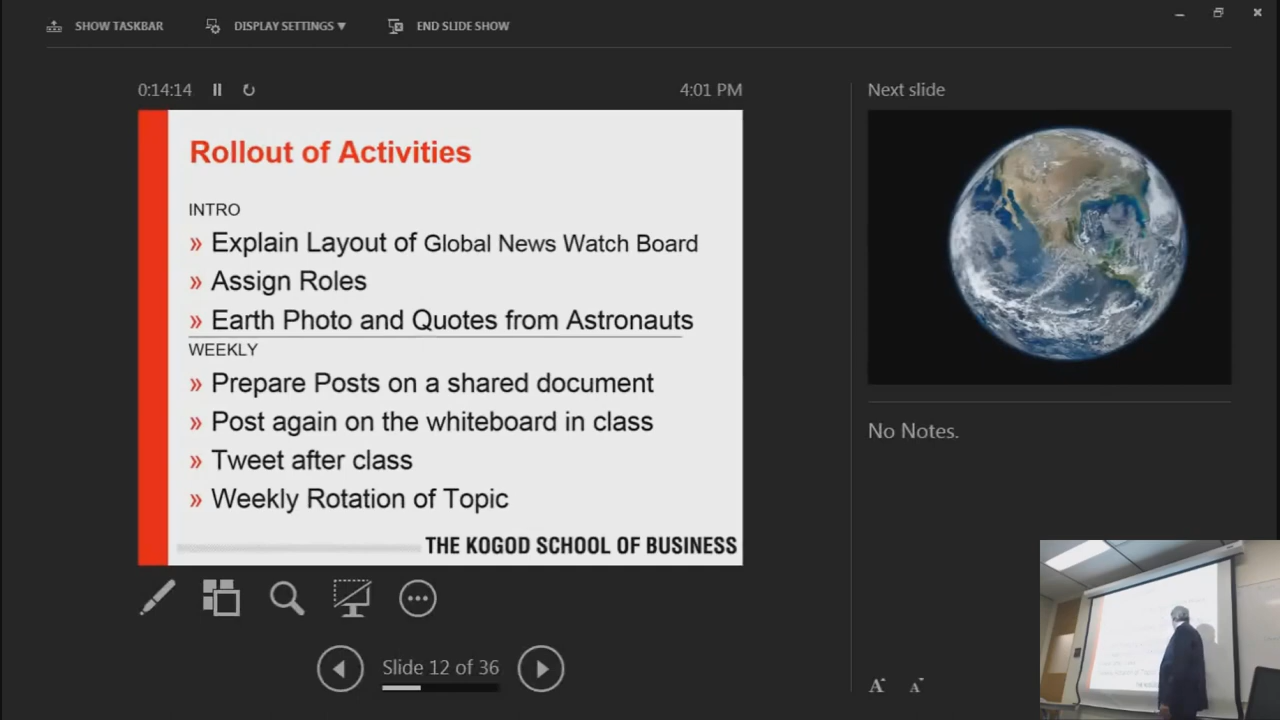 SHOW TASKBAR
DISPLAY SETTINGS ▼
END SLIDE SHOW
0:14:14
4:01 PM
Rollout of Activities
INTRO
» Explain Layout of Global News Watch Board
» Assign Roles
» Earth Photo and Quotes from Astronauts
WEEKLY
» Prepare Posts on a shared document
» Post again on the whiteboard in class
» Tweet after class
» Weekly Rotation of Topic
THE KOGOD SCHOOL OF BUSINESS
Slide 12 of 36
Next slide
No Notes.
A A